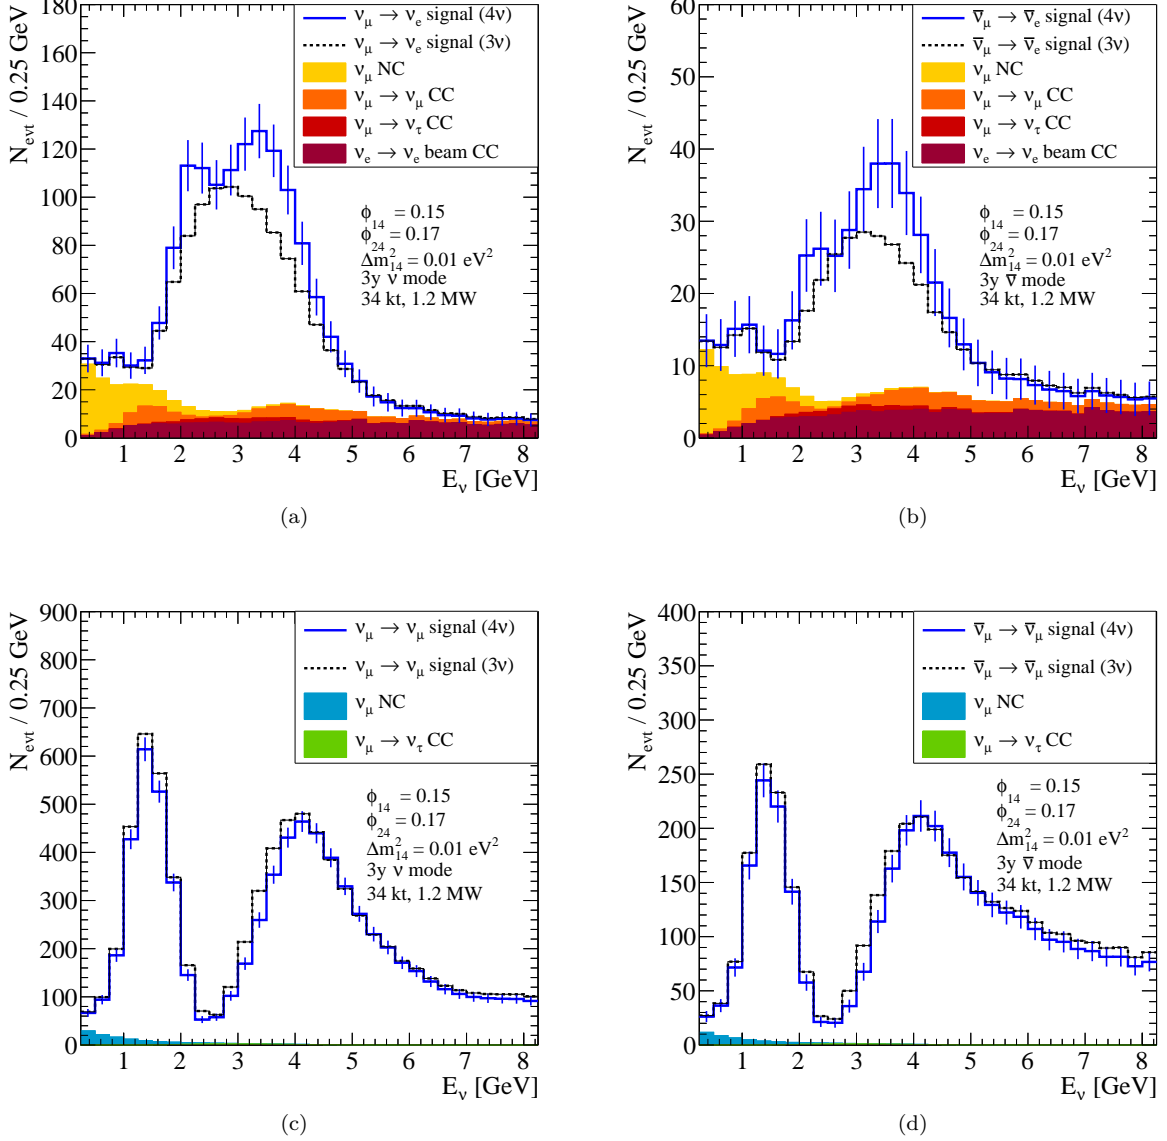 N_evt / 0.25 GeV
180
160
140
120
100
80
60
40
20
0
ν_μ → ν_e signal (4ν)
ν_μ → ν_e signal (3ν)
ν_μ NC
ν_μ → ν_μ CC
ν_μ → ν_τ CC
ν_e → ν_e beam CC
ϕ_14 = 0.15
ϕ_24 = 0.17
Δm²_14 = 0.01 eV²
3y ν mode
34 kt, 1.2 MW
1 2 3 4 5 6 7 8
E_ν [GeV]
(a)
N_evt / 0.25 GeV
60
50
40
30
20
10
0
ν̅_μ → ν̅_e signal (4ν)
ν̅_μ → ν̅_e signal (3ν)
ν_μ NC
ν_μ → ν_μ CC
ν_μ → ν_τ CC
ν_e → ν_e beam CC
ϕ_14 = 0.15
ϕ_24 = 0.17
Δm²_14 = 0.01 eV²
3y ν̅ mode
34 kt, 1.2 MW
1 2 3 4 5 6 7 8
E_ν [GeV]
(b)
N_evt / 0.25 GeV
900
800
700
600
500
400
300
200
100
0
ν_μ → ν_μ signal (4ν)
ν_μ → ν_μ signal (3ν)
ν_μ NC
ν_μ → ν_τ CC
ϕ_14 = 0.15
ϕ_24 = 0.17
Δm²_14 = 0.01 eV²
3y ν mode
34 kt, 1.2 MW
1 2 3 4 5 6 7 8
E_ν [GeV]
(c)
N_evt / 0.25 GeV
400
350
300
250
200
150
100
50
0
ν̅_μ → ν̅_μ signal (4ν)
ν̅_μ → ν̅_μ signal (3ν)
ν_μ NC
ν_μ → ν_τ CC
ϕ_14 = 0.15
ϕ_24 = 0.17
Δm²_14 = 0.01 eV²
3y ν̅ mode
34 kt, 1.2 MW
1 2 3 4 5 6 7 8
E_ν [GeV]
(d)